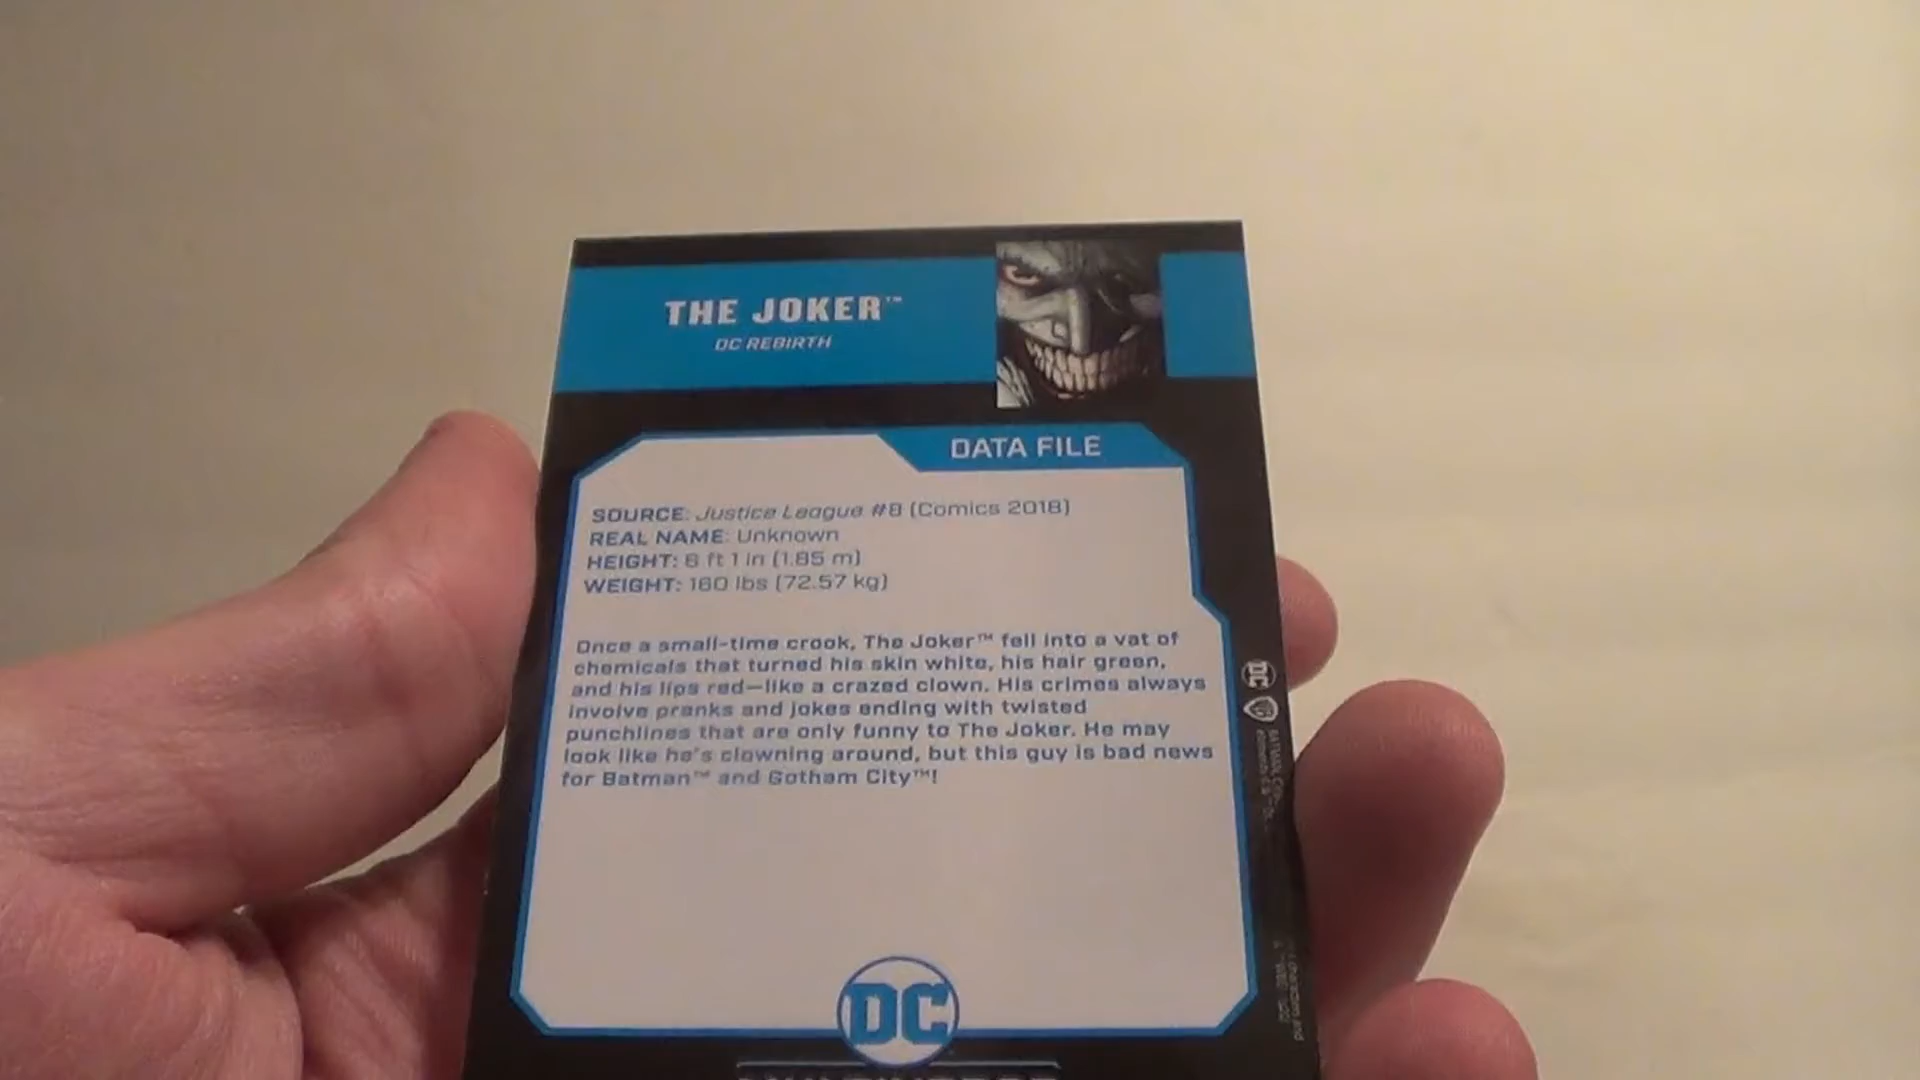 THE JOKER™
DC REBIRTH
DATA FILE
SOURCE: Justice League #8 (Comics 2018)
REAL NAME: Unknown
HEIGHT: 6 ft 1 in (1.85 m)
WEIGHT: 160 lbs (72.57 kg)
Once a small-time crook, The Joker™ fell into a vat of
chemicals that turned his skin white, his hair green,
and his lips red—like a crazed clown. His crimes always
involve pranks and jokes ending with twisted
punchlines that are only funny to The Joker. He may
look like he's clowning around, but this guy is bad news
for Batman™ and Gotham City™!
DC
DC